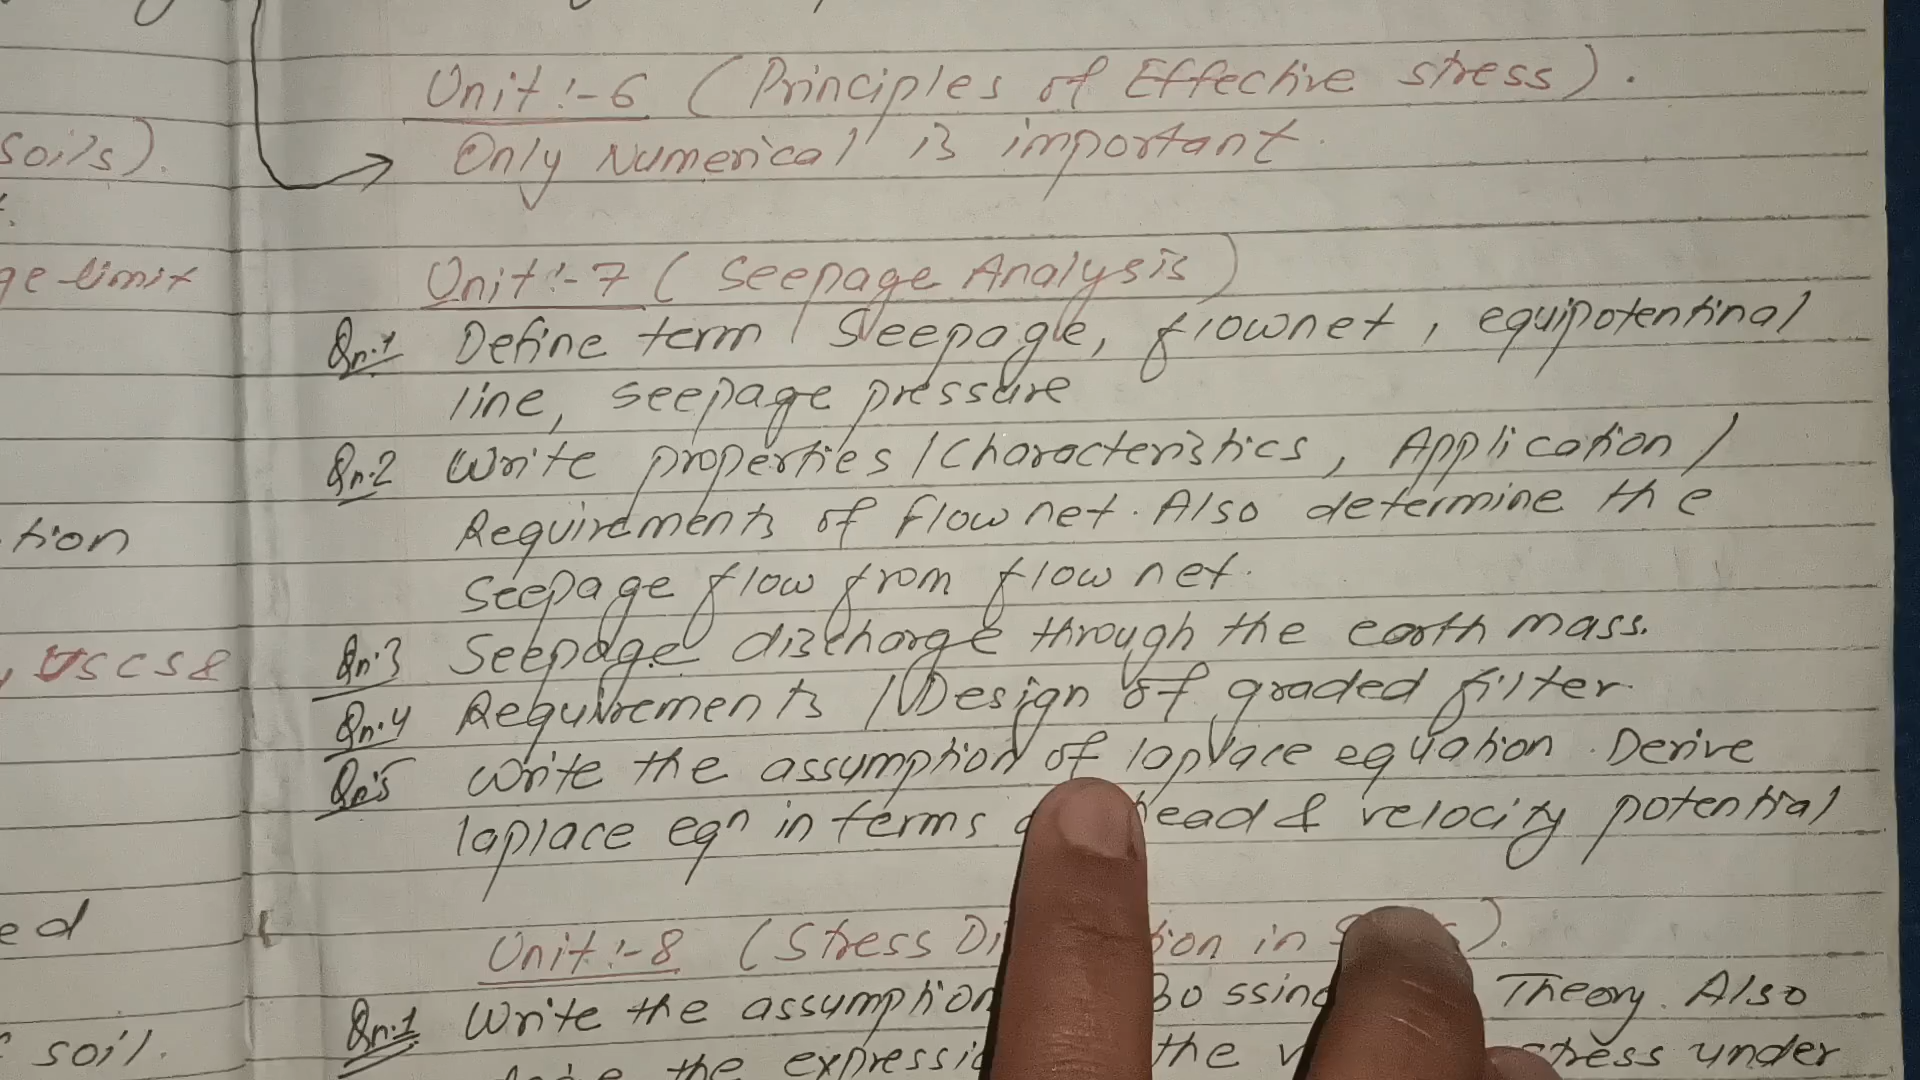 soils).
ge limit
tion
, USCS &
ed
soil.
Unit:-6 (Principles of Effective stress).
Only Numerical is important.
Unit:-7 (Seepage Analysis)
Qn.1 Define term Seepage, flownet, equipotentinal
line, seepage pressure
Qn.2 Write properties/Characteristics, Application/
Requirements of flow net. Also determine the
Seepage flow from flow net.
Qn.3 Seepage discharge through the earth mass.
Qn.4 Requirements/Design of graded filter
Qn.5 Write the assumption of laplace equation. Derive
laplace eqn in terms head & velocity potential
Unit:-8 (Stress tion in ).
Qn.1 Write the assumption Theory. Also
the the stress under